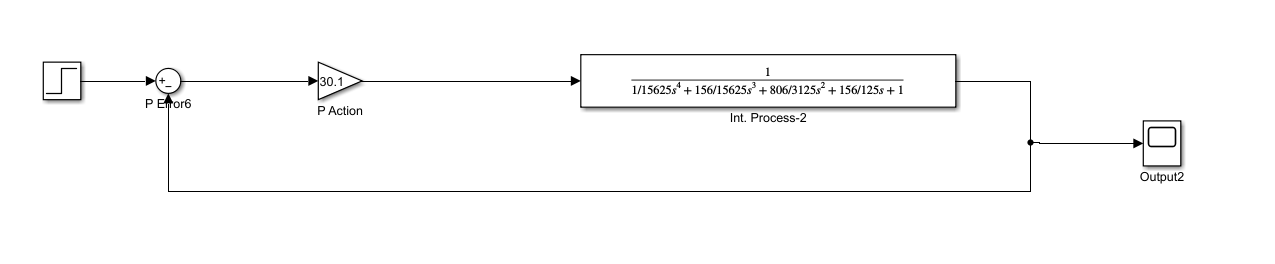 +
−
P Error6
30.1
P Action
1
1/15625s⁴ + 156/15625s³ + 806/3125s² + 156/125s + 1
Int. Process-2
Output2